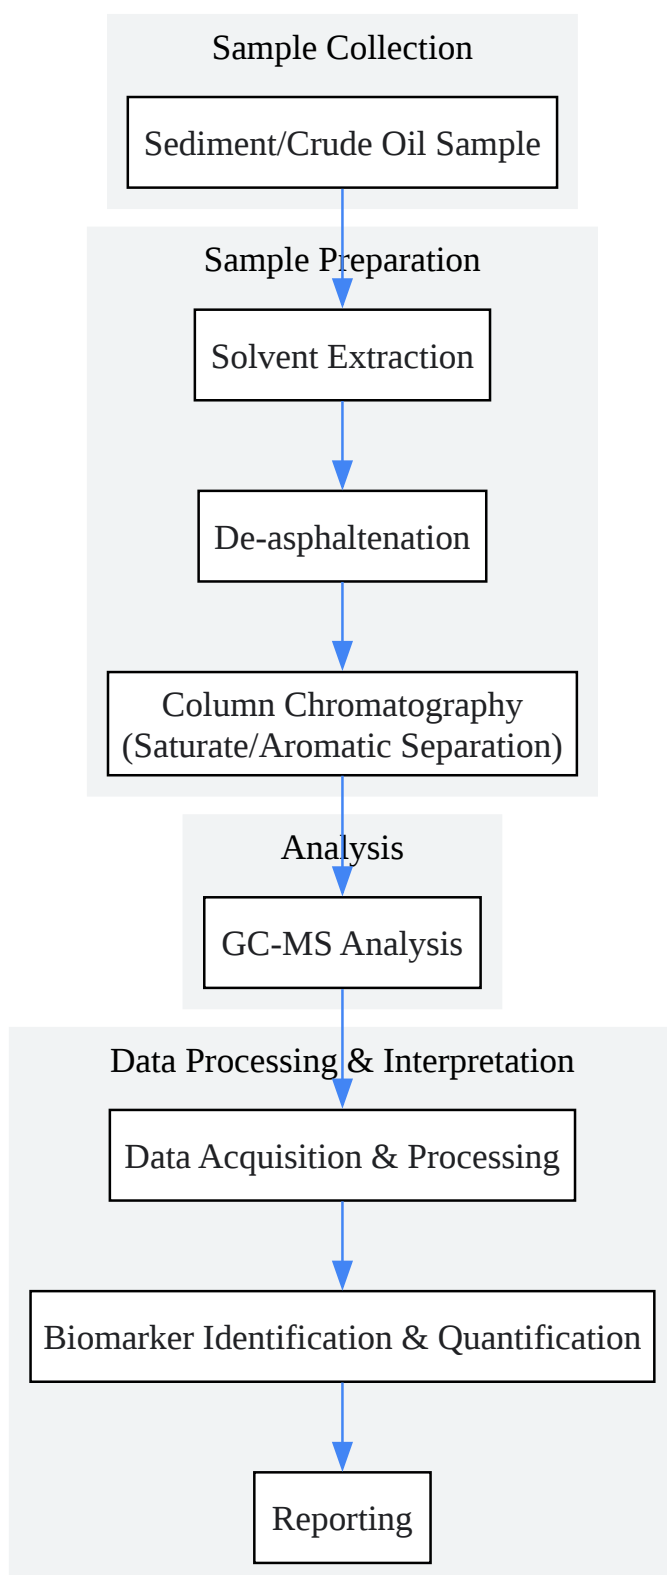 Sample Collection
Sediment/Crude Oil Sample
Sample Preparation
Solvent Extraction
De-asphaltenation
Column Chromatography
(Saturate/Aromatic Separation)
Analysis
GC-MS Analysis
Data Processing & Interpretation
Data Acquisition & Processing
Biomarker Identification & Quantification
Reporting